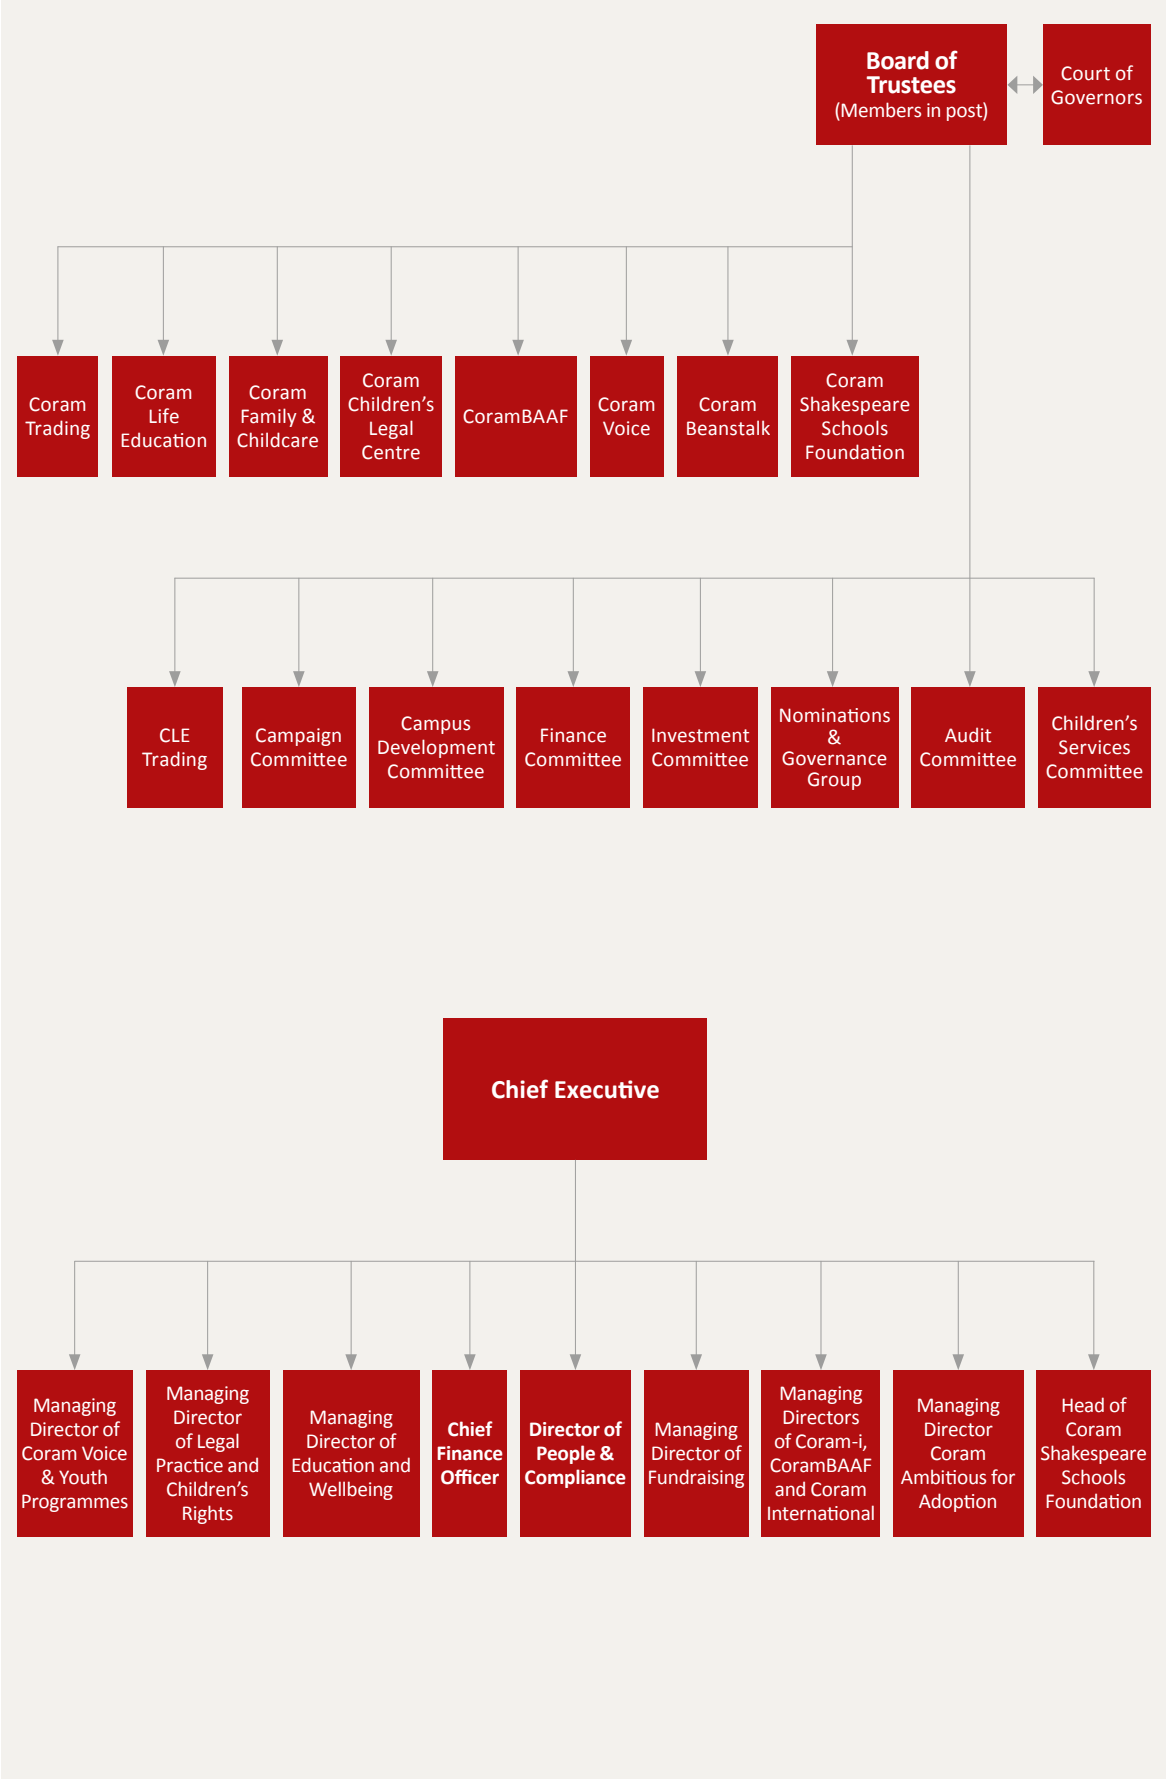 Board of
Trustees
(Members in post)
Court of
Governors
Coram
Trading
Coram
Life
Education
Coram
Family &
Childcare
Coram
Children’s
Legal
Centre
CoramBAAF
Coram
Voice
Coram
Beanstalk
Coram
Shakespeare
Schools
Foundation
CLE
Trading
Campaign
Committee
Campus
Development
Committee
Finance
Committee
Investment
Committee
Nominations
&
Governance
Group
Audit
Committee
Children’s
Services
Committee
Chief Executive
Managing
Director of
Coram Voice
& Youth
Programmes
Managing
Director
of Legal
Practice and
Children’s
Rights
Managing
Director of
Education and
Wellbeing
Chief
Finance
Officer
Director of
People &
Compliance
Managing
Director of
Fundraising
Managing
Directors
of Coram-i,
CoramBAAF
and Coram
International
Managing
Director
Coram
Ambitious for
Adoption
Head of
Coram
Shakespeare
Schools
Foundation